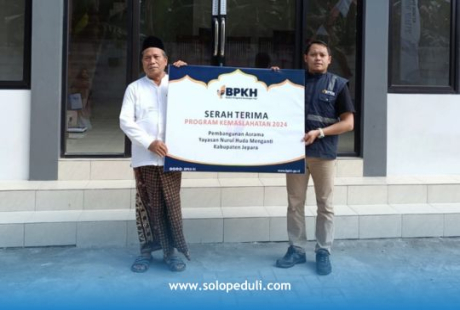 BPKH
SERAH TERIMA
PROGRAM KEMASLAHATAN 2024
Pembangunan Asrama
Yayasan Nurul Huda Menganti
Kabupaten Jepara
www.solopeduli.com